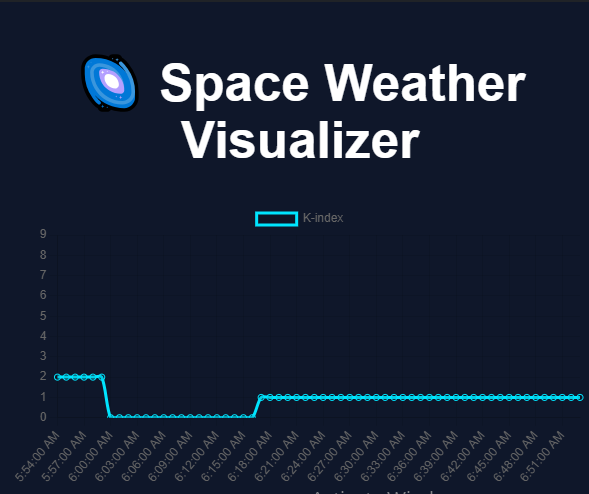 Space Weather
Visualizer
K-index
9
8
7
6
5
4
3
2
1
0
5:54:00 AM
5:57:00 AM
6:00:00 AM
6:03:00 AM
6:06:00 AM
6:09:00 AM
6:12:00 AM
6:15:00 AM
6:18:00 AM
6:21:00 AM
6:24:00 AM
6:27:00 AM
6:30:00 AM
6:33:00 AM
6:36:00 AM
6:39:00 AM
6:42:00 AM
6:45:00 AM
6:48:00 AM
6:51:00 AM